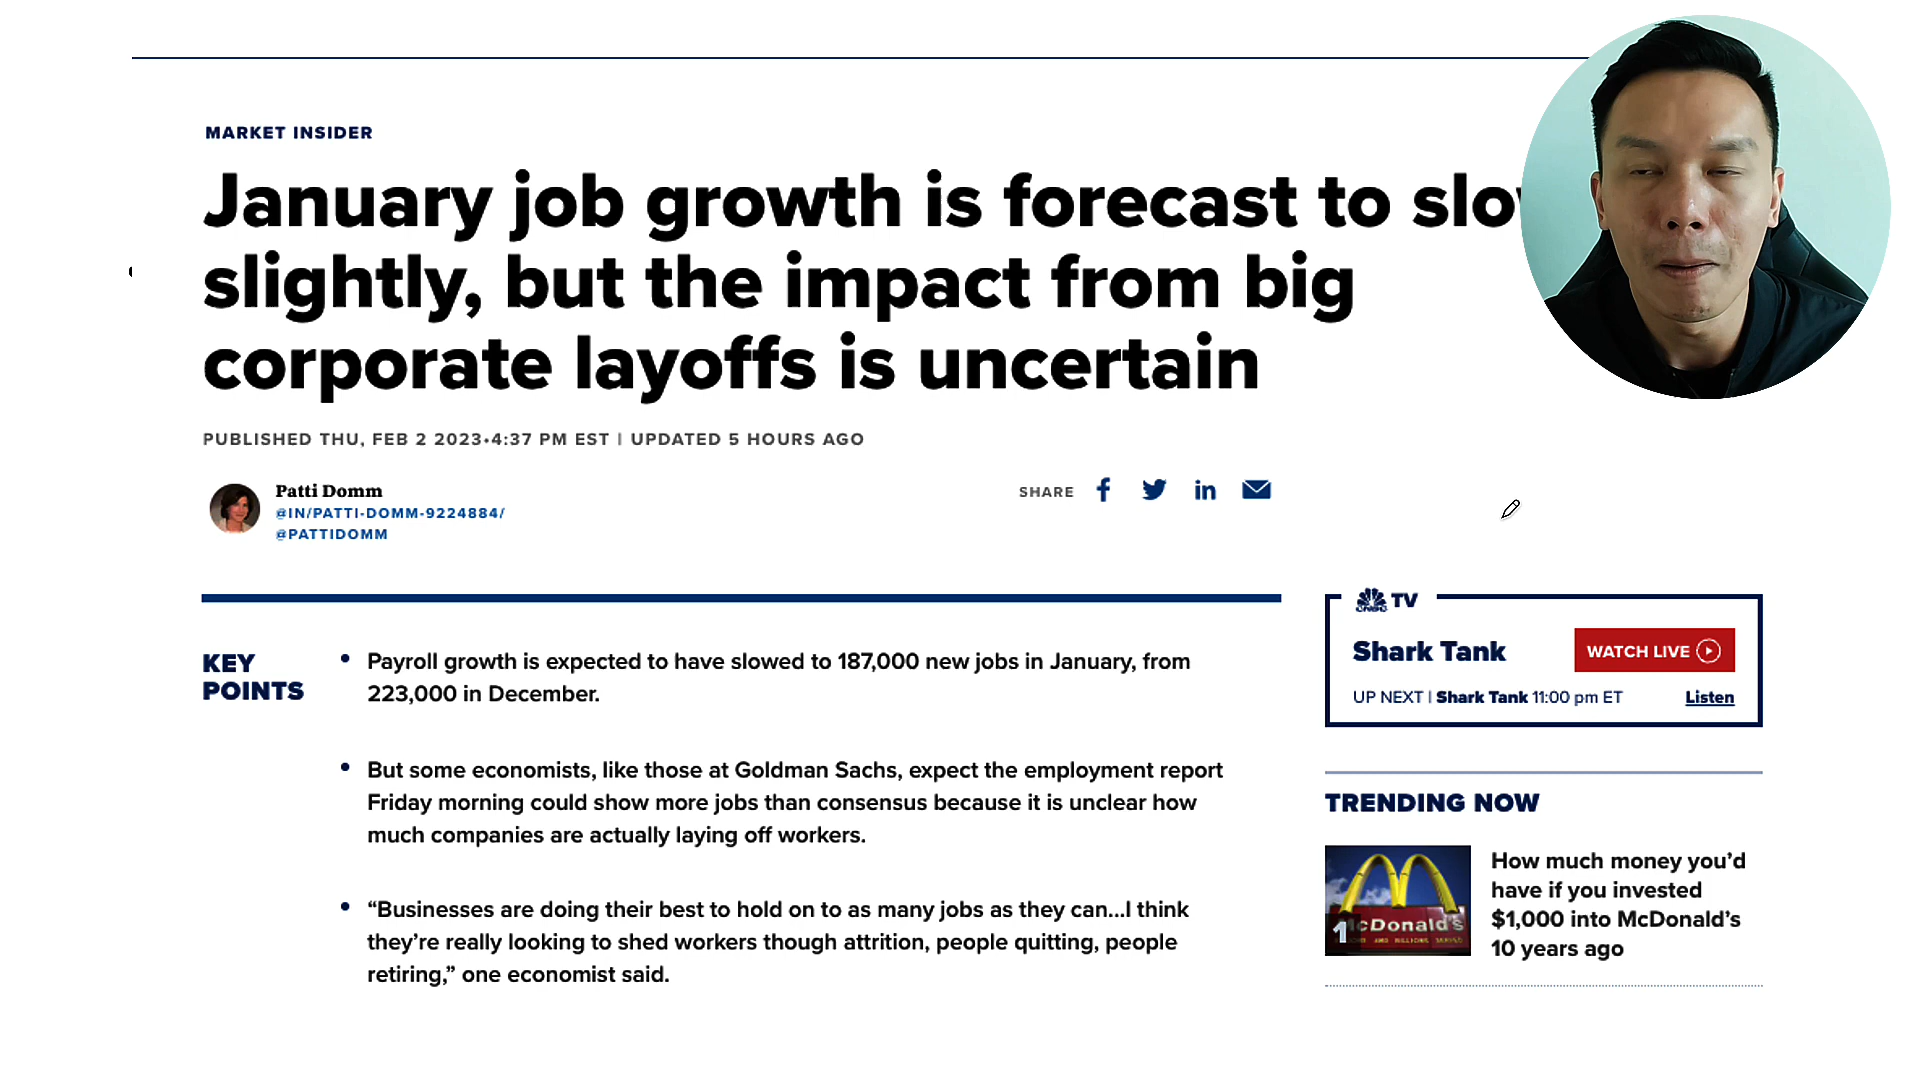 MARKET INSIDER
January job growth is forecast to
slightly, but the impact from big
corporate layoffs is uncertain
PUBLISHED THU, FEB 2 2023•4:37 PM EST | UPDATED 5 HOURS AGO
Patti Domm
@IN/PATTI-DOMM-9224884/
@PATTIDOMM
SHARE
KEY
POINTS
• Payroll growth is expected to have slowed to 187,000 new jobs in January, from
223,000 in December.
• But some economists, like those at Goldman Sachs, expect the employment report
Friday morning could show more jobs than consensus because it is unclear how
much companies are actually laying off workers.
• “Businesses are doing their best to hold on to as many jobs as they can...I think
they’re really looking to shed workers though attrition, people quitting, people
retiring,” one economist said.
TV
Shark Tank
WATCH LIVE
UP NEXT | Shark Tank 11:00 pm ET
Listen
TRENDING NOW
1
McDonald's
How much money you’d
have if you invested
$1,000 into McDonald’s
10 years ago